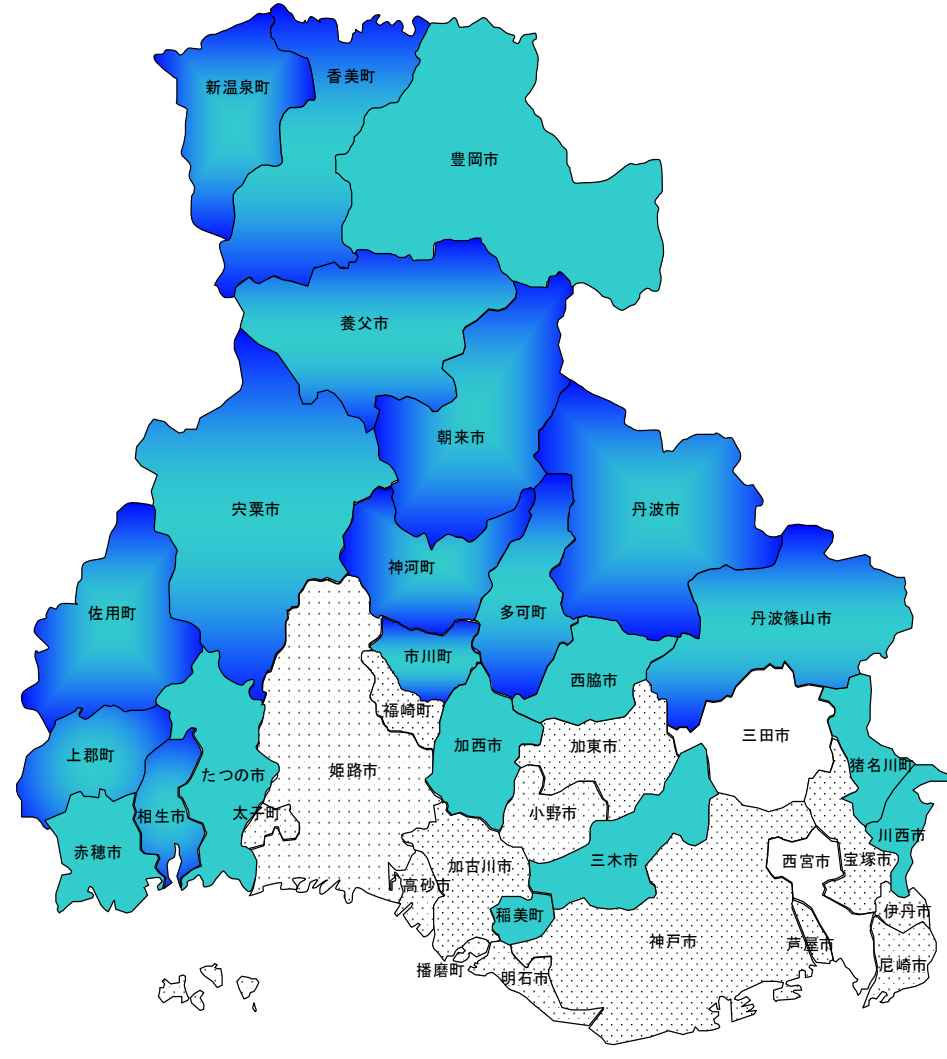 新温泉町
香美町
豊岡市
養父市
朝来市
宍粟市
丹波市
神河町
佐用町
多可町
丹波篠山市
市川町
西脇市
福崎町
加西市
加東市
三田市
上郡町
たつの市
姫路市
猪名川町
相生市
太子町
小野市
川西市
赤穂市
加古川市
三木市
西宮市
宝塚市
高砂市
稲美町
伊丹市
神戸市
芦屋市
播磨町
明石市
尼崎市